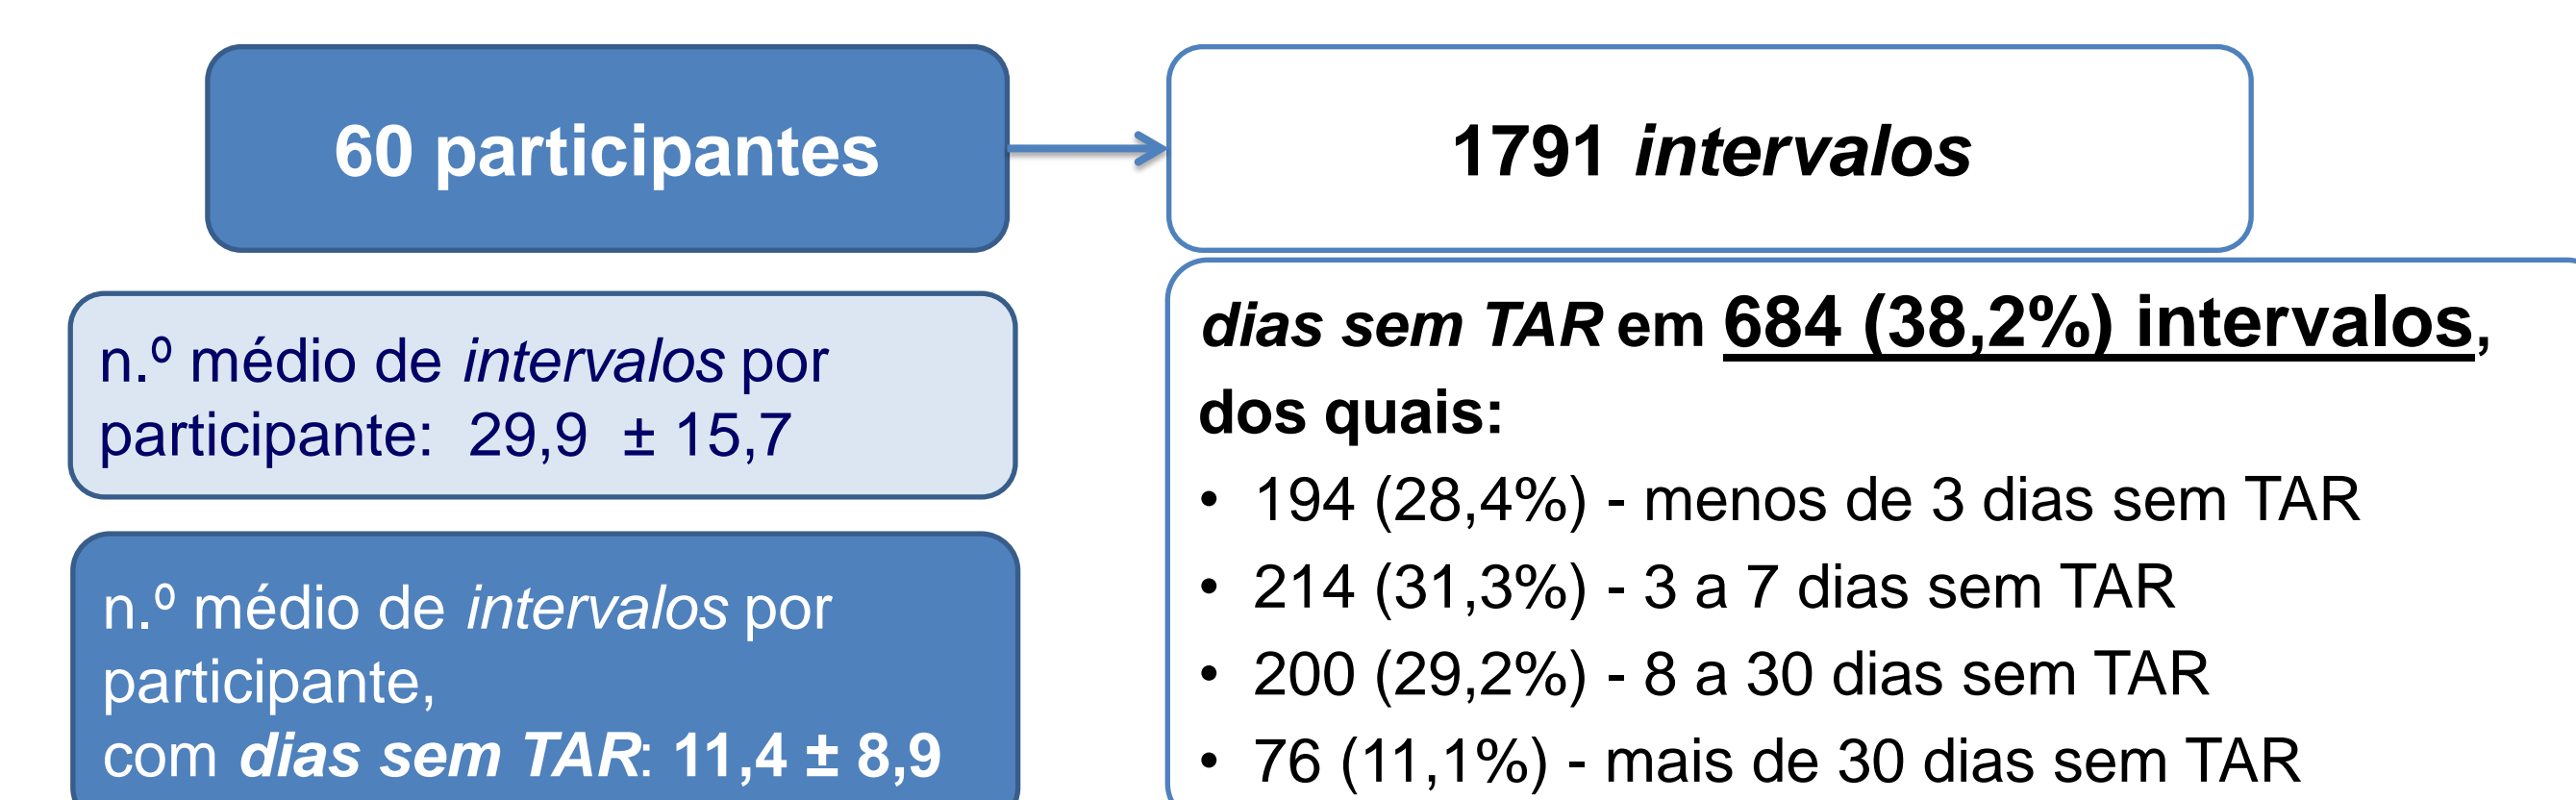 60 participantes
1791 intervalos
n.º médio de intervalos por
participante: 29,9 ± 15,7
n.º médio de intervalos por
participante,
com dias sem TAR: 11,4 ± 8,9
dias sem TAR em 684 (38,2%) intervalos,
dos quais:
• 194 (28,4%) - menos de 3 dias sem TAR
• 214 (31,3%) - 3 a 7 dias sem TAR
• 200 (29,2%) - 8 a 30 dias sem TAR
• 76 (11,1%) - mais de 30 dias sem TAR